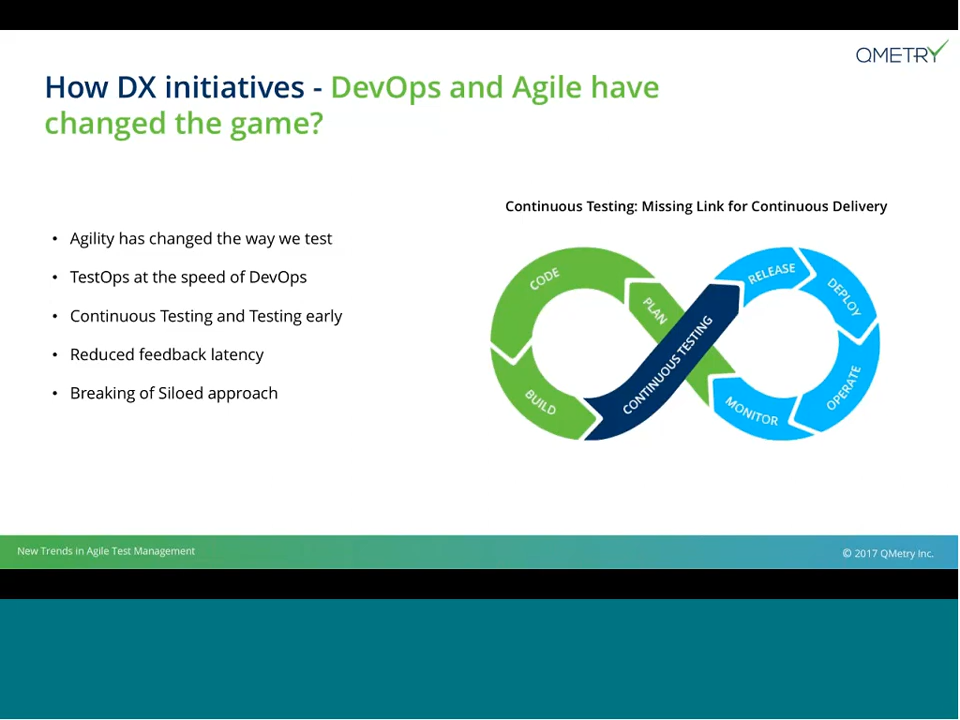 QMETRY
How DX initiatives - DevOps and Agile have
changed the game?
Continuous Testing: Missing Link for Continuous Delivery
• Agility has changed the way we test
• TestOps at the speed of DevOps
• Continuous Testing and Testing early
• Reduced feedback latency
• Breaking of Siloed approach
CODE
PLAN
BUILD
CONTINUOUS TESTING
RELEASE
DEPLOY
OPERATE
MONITOR
New Trends in Agile Test Management
© 2017 QMetry Inc.